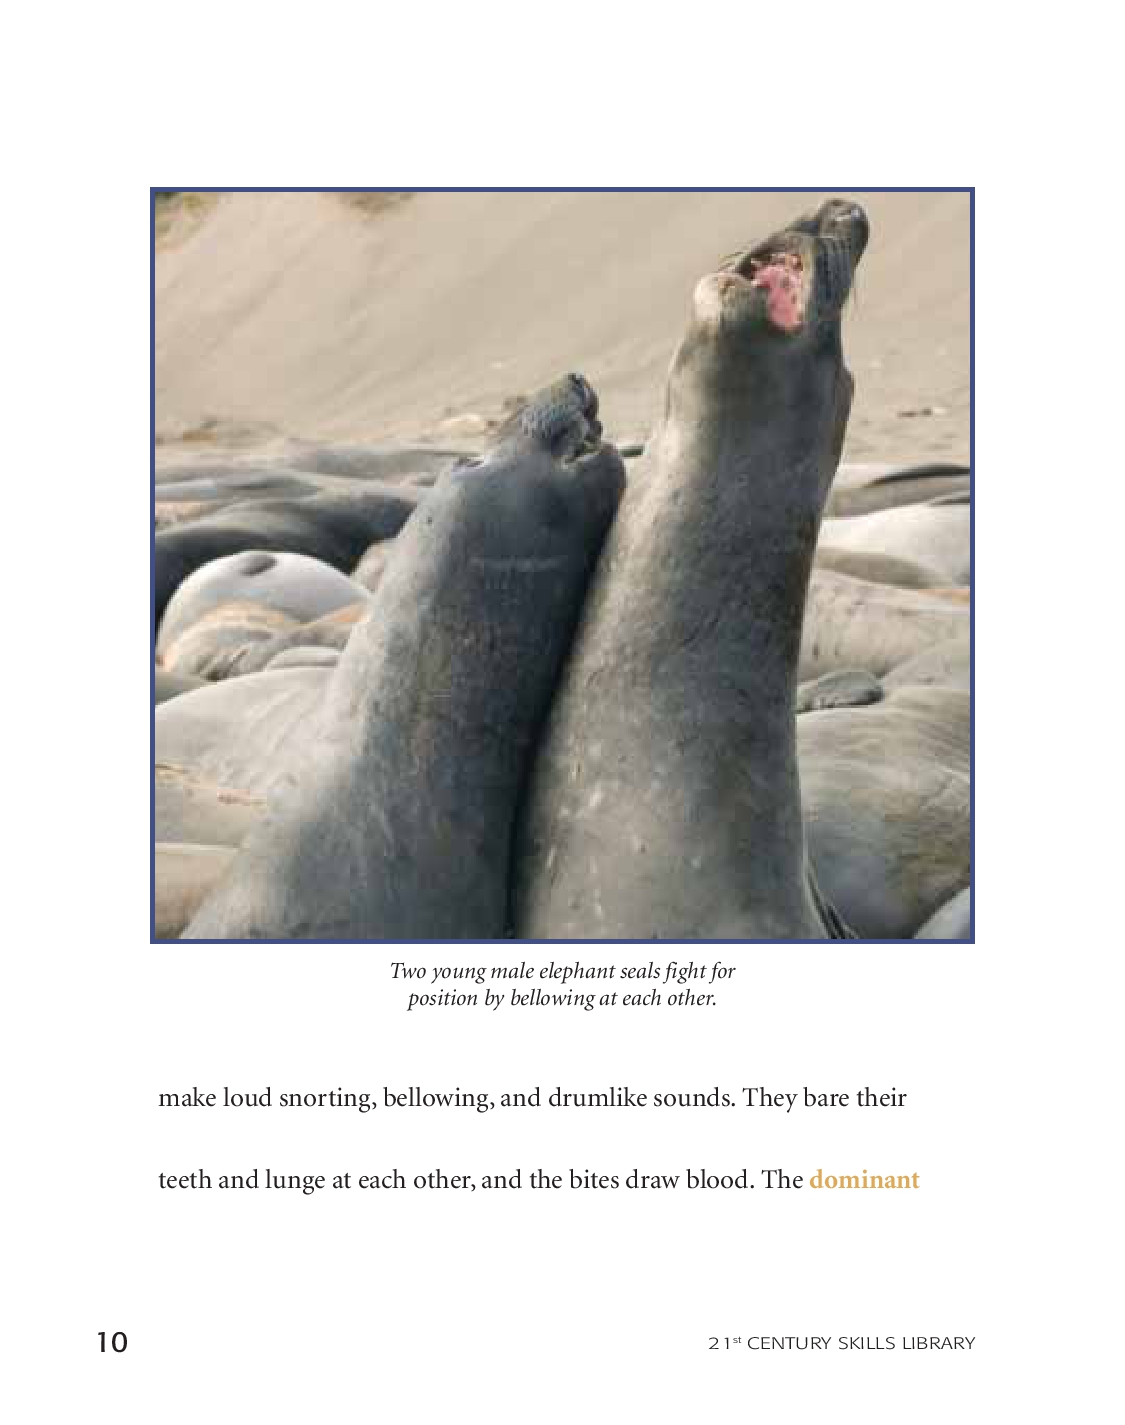 Two young male elephant seals fight for
position by bellowing at each other.
make loud snorting, bellowing, and drumlike sounds. They bare their
teeth and lunge at each other, and the bites draw blood. The dominant
10
21st CENTURY SKILLS LIBRARY